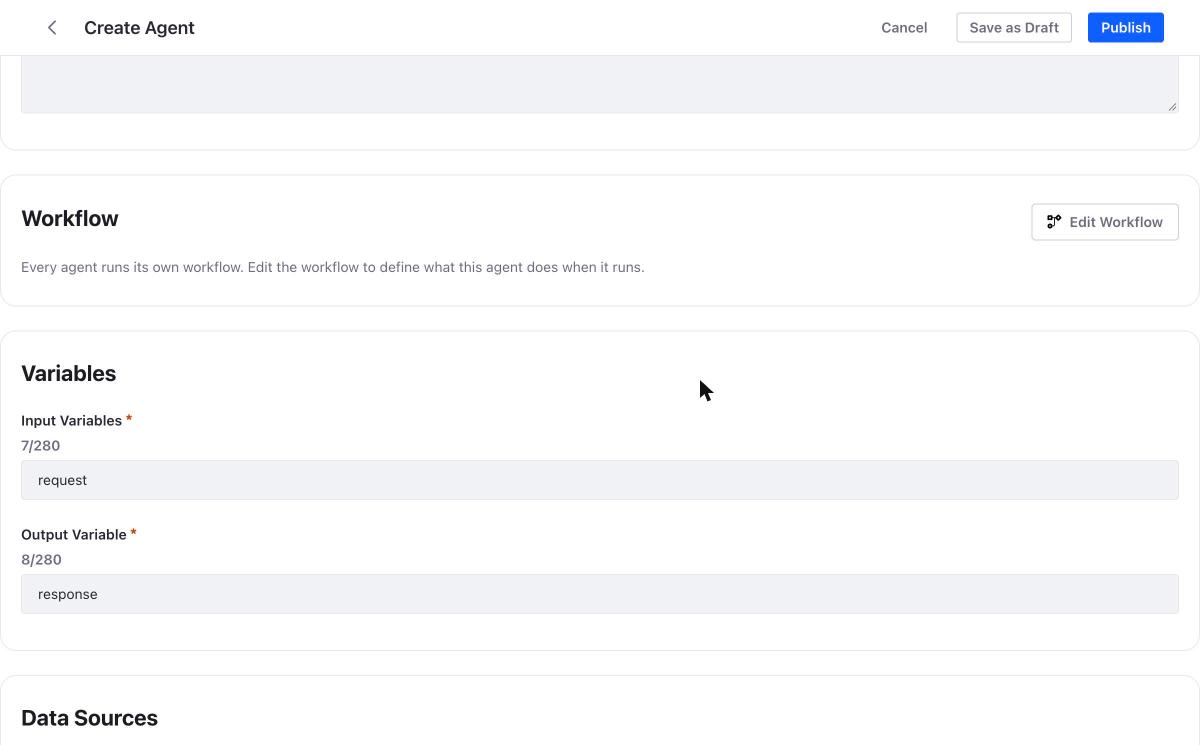 Create Agent
Cancel
Save as Draft
Publish
Workflow
Edit Workflow
Every agent runs its own workflow. Edit the workflow to define what this agent does when it runs.
Variables
Input Variables *
7/280
request
Output Variable *
8/280
response
Data Sources